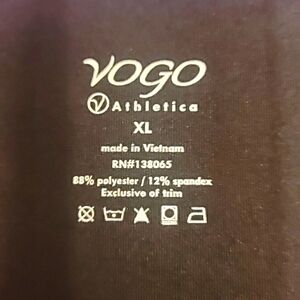 VOGO
Athletica
XL
made in Vietnam
RN#138065
88% polyester / 12% spandex
Exclusive of trim